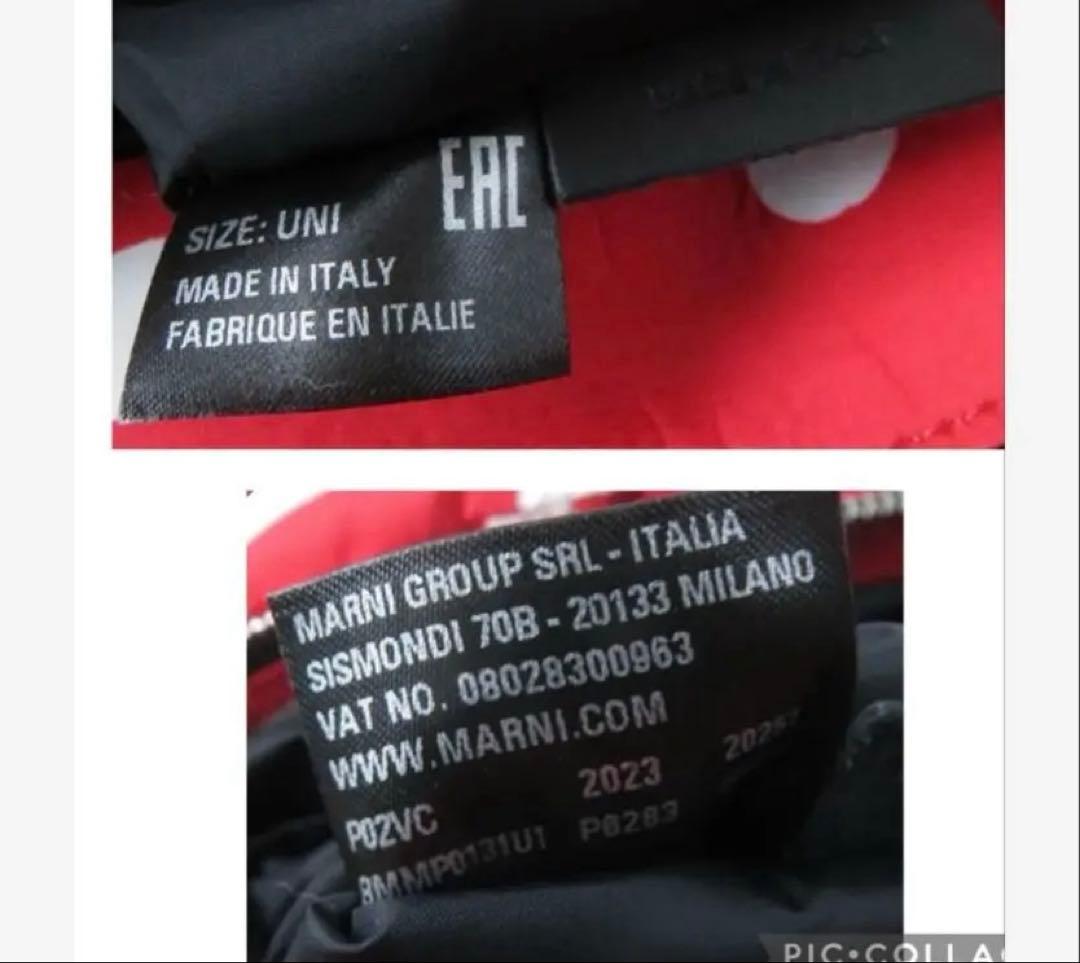 EAC
SIZE: UNI
MADE IN ITALY
FABRIQUE EN ITALIE
MARNI GROUP SRL - ITALIA
SISMONDI 70B - 20133 MILANO
VAT NO. 08028300963
WWW.MARNI.COM
P02VC 2023
PIC•COLLA